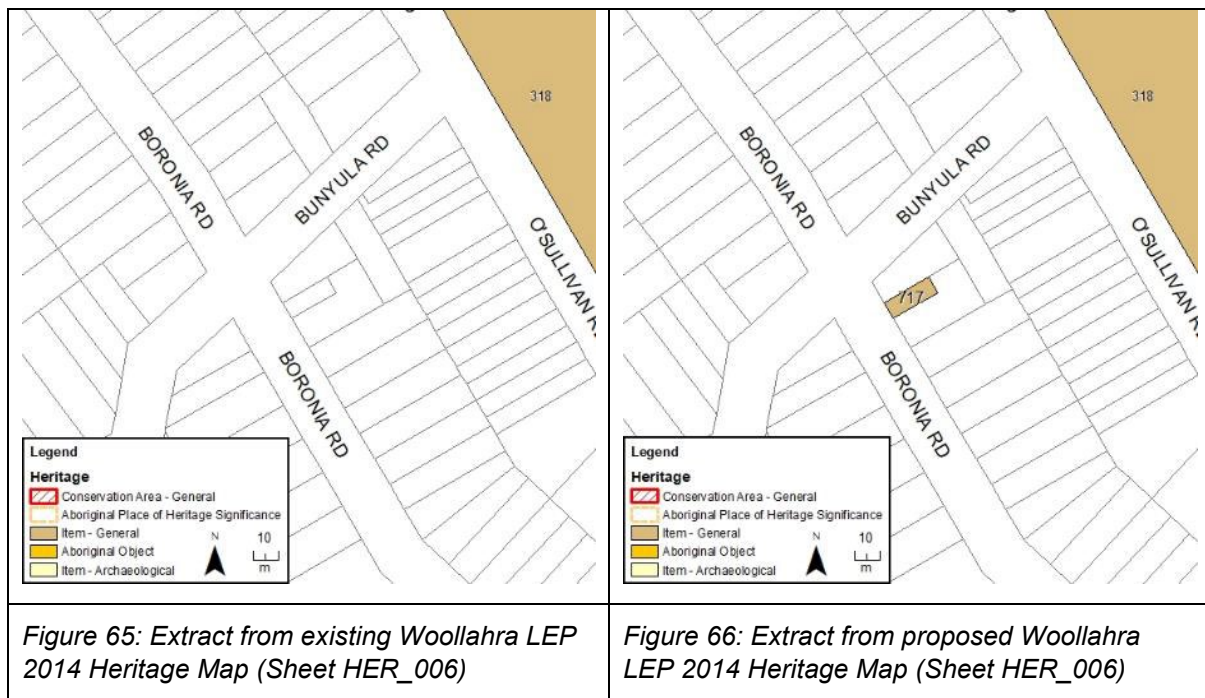 318
BORONIA RD
BUNYULA RD
O'SULLIVAN R
BORONIA RD
Legend
Heritage
Conservation Area - General
Aboriginal Place of Heritage Significance
Item - General
Aboriginal Object
Item - Archaeological
N
10
m
318
BORONIA RD
BUNYULA RD
O'SULLIVAN R
717
BORONIA RD
Legend
Heritage
Conservation Area - General
Aboriginal Place of Heritage Significance
Item - General
Aboriginal Object
Item - Archaeological
N
10
m
Figure 65: Extract from existing Woollahra LEP
2014 Heritage Map (Sheet HER_006)
Figure 66: Extract from proposed Woollahra
LEP 2014 Heritage Map (Sheet HER_006)